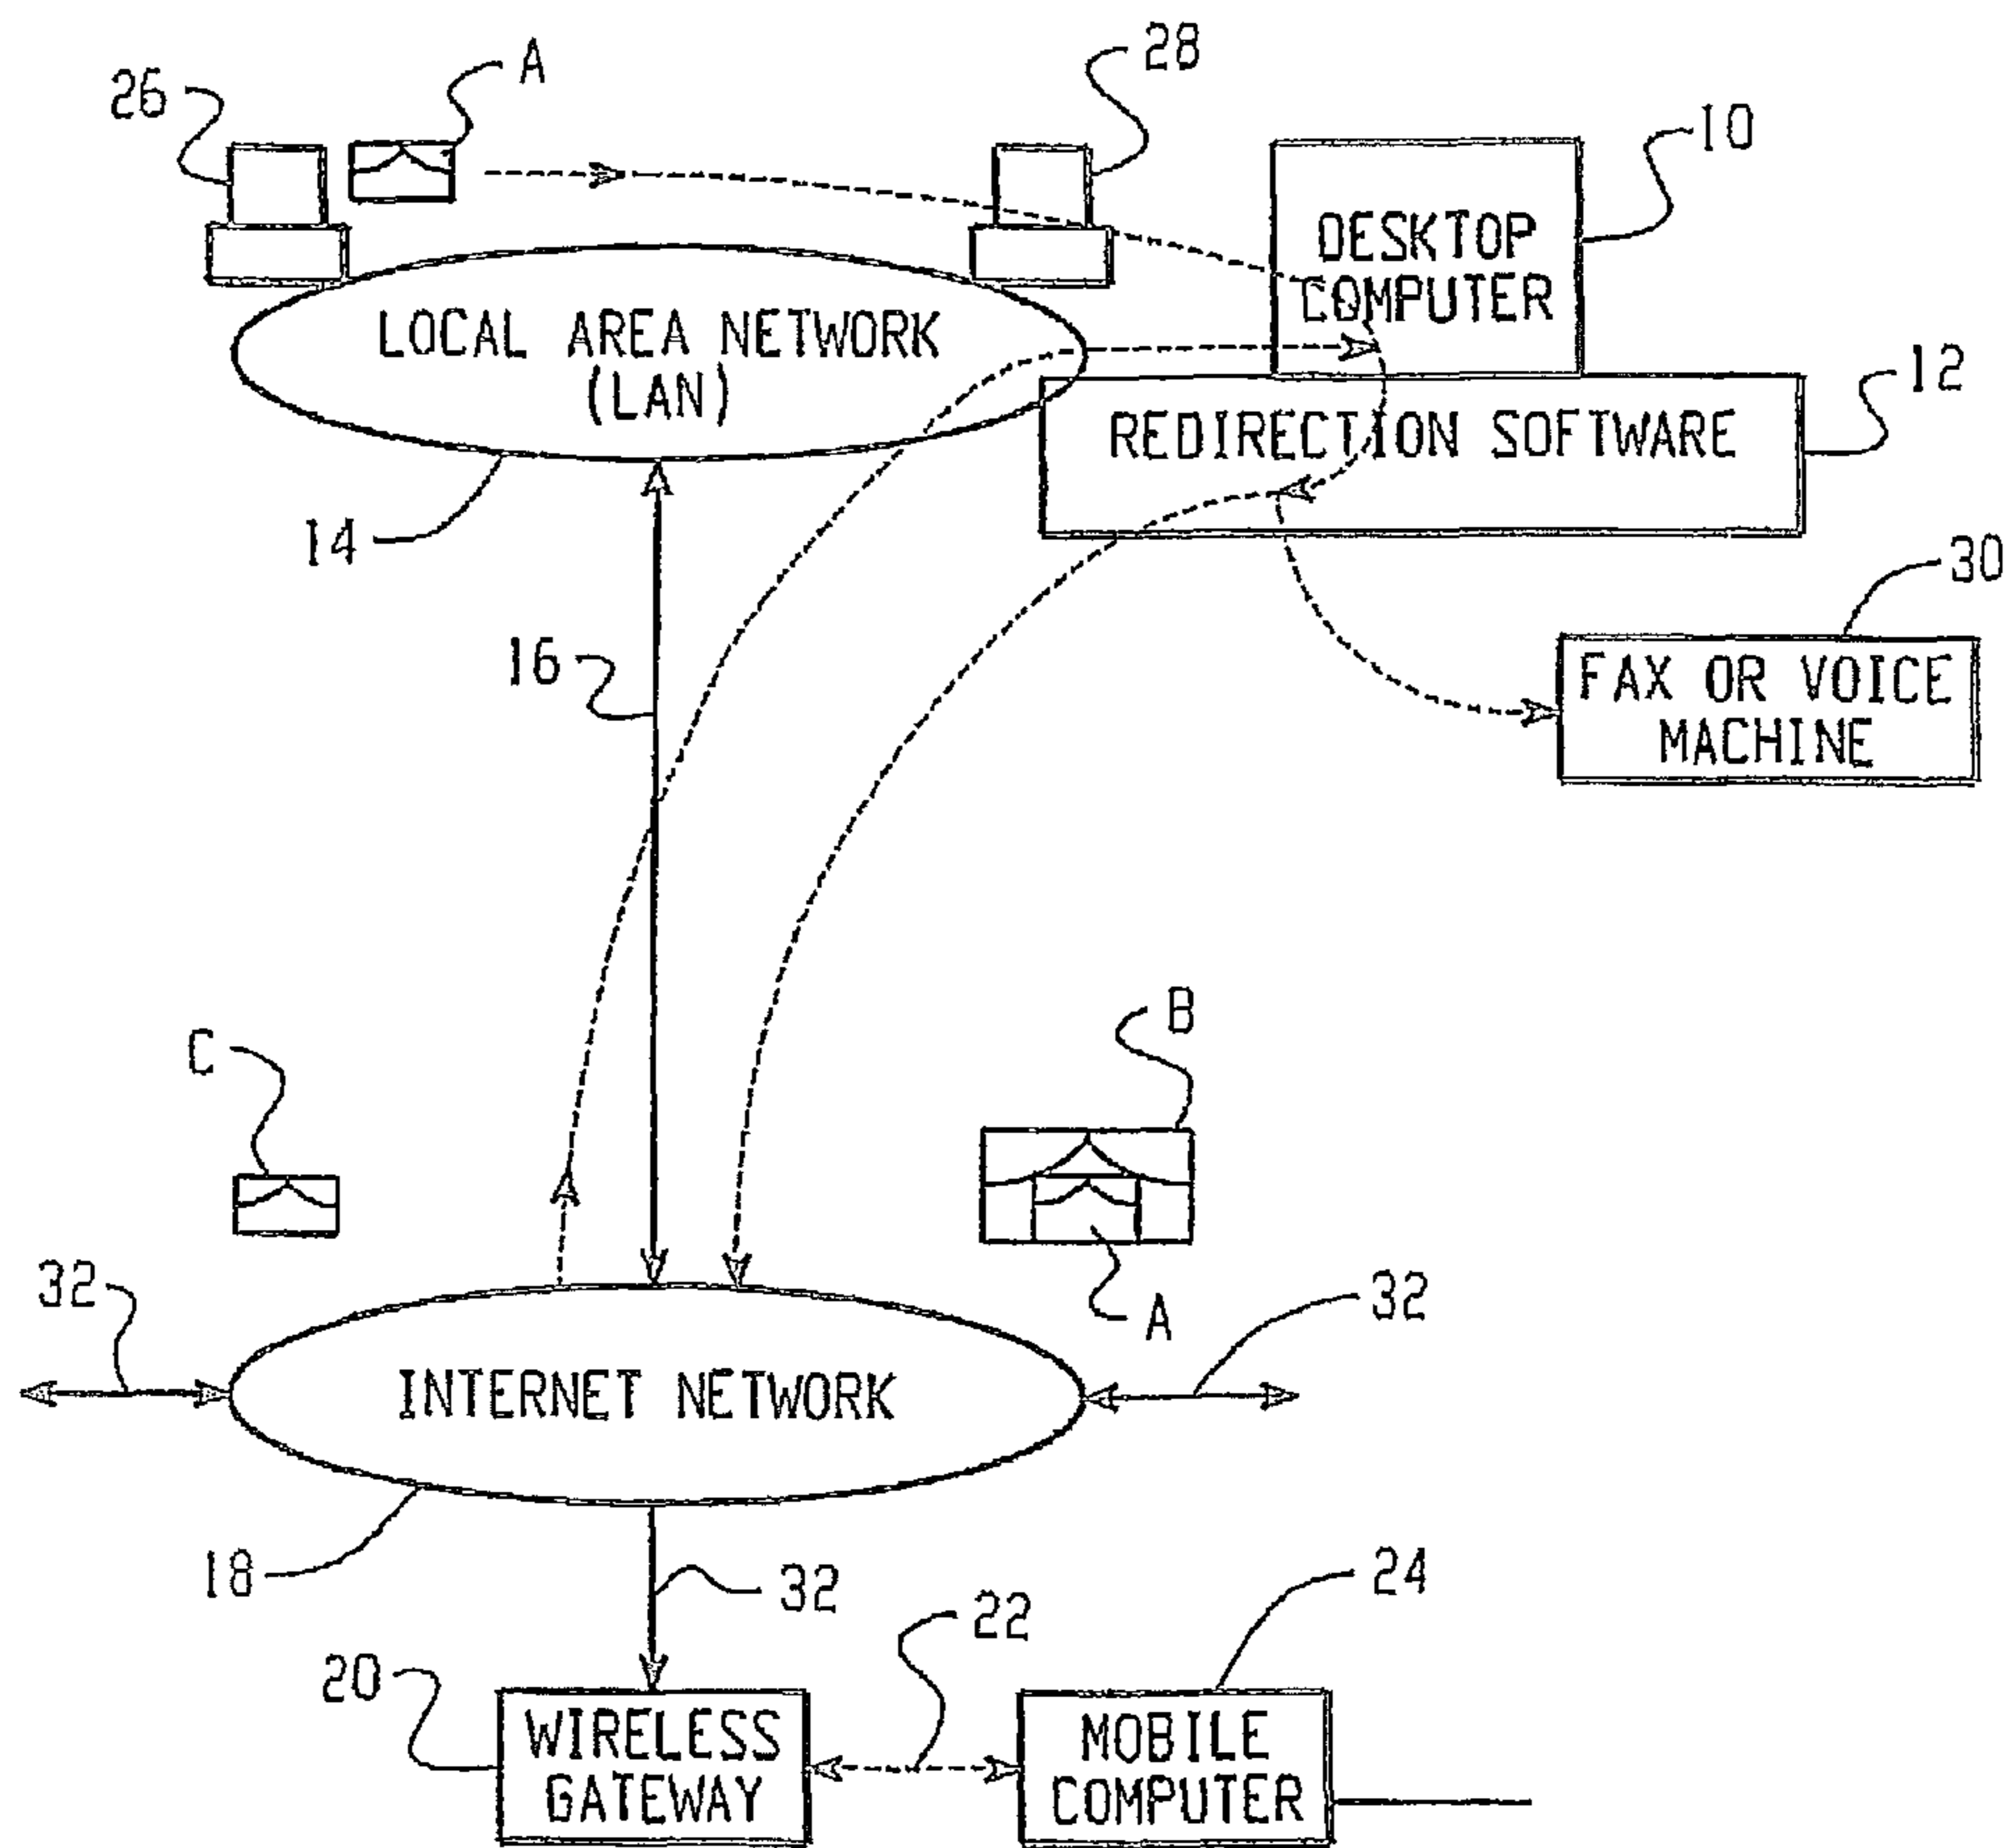 26
A
28
10
DESKTOP
COMPUTER
LOCAL AREA NETWORK
(LAN)
12
REDIRECTION SOFTWARE
14
30
16
FAX OR VOICE
MACHINE
B
C
32
A
32
INTERNET NETWORK
18
32
24
22
20
WIRELESS
GATEWAY
MOBILE
COMPUTER